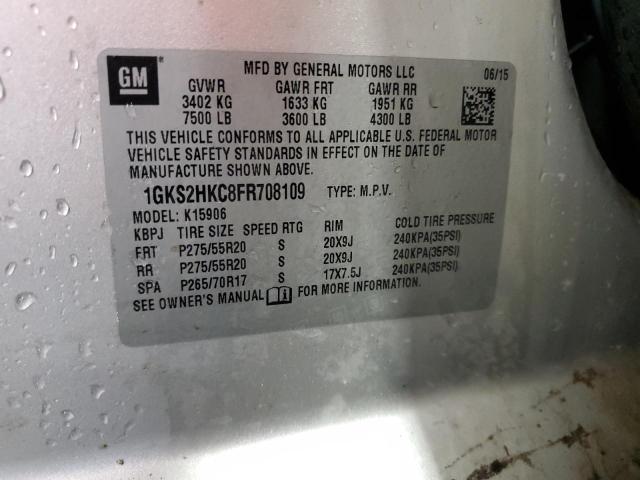 GM
MFD BY GENERAL MOTORS LLC 06/15
GVWR GAWR FRT GAWR RR
3402 KG 1633 KG 1951 KG
7500 LB 3600 LB 4300 LB
THIS VEHICLE CONFORMS TO ALL APPLICABLE U.S. FEDERAL MOTOR
VEHICLE SAFETY STANDARDS IN EFFECT ON THE DATE OF
MANUFACTURE SHOWN ABOVE.
1GKS2HKC8FR708109 TYPE: M.P.V.
MODEL: K15906
KBPJ TIRE SIZE SPEED RTG RIM COLD TIRE PRESSURE
FRT P275/55R20 S 20X9J 240KPA(35PSI)
RR P275/55R20 S 20X9J 240KPA(35PSI)
SPA P265/70R17 S 17X7.5J 240KPA(35PSI)
SEE OWNER'S MANUAL FOR MORE INFORMATION.